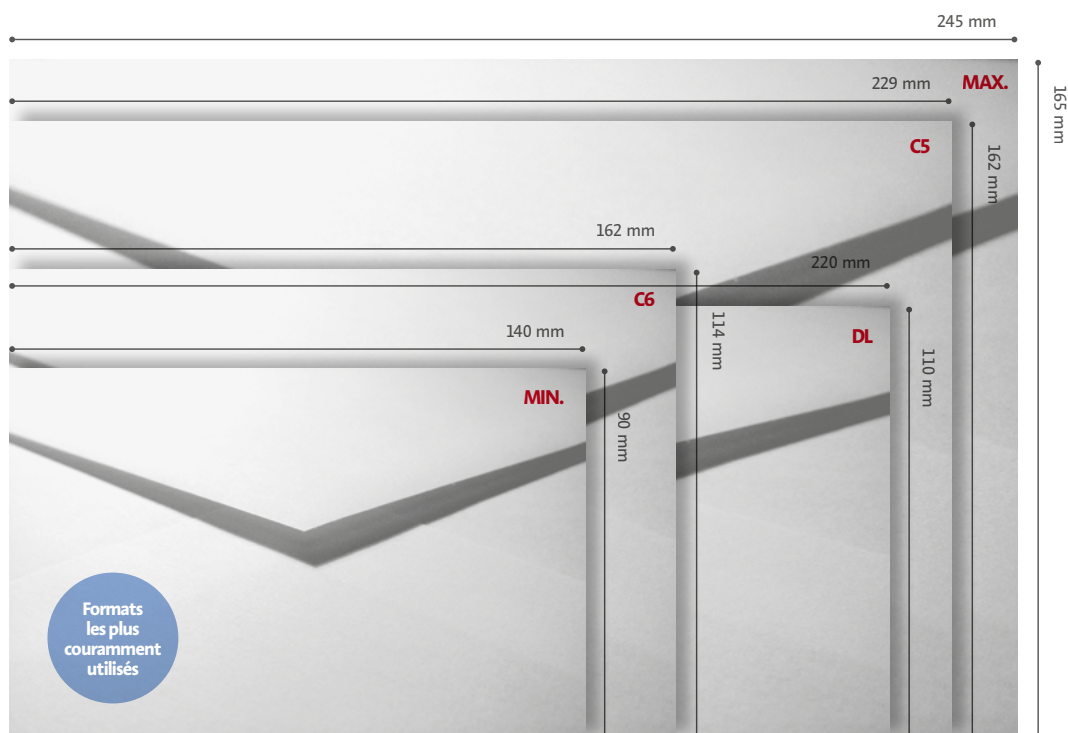 245 mm
165 mm
MAX.
229 mm
C5
162 mm
162 mm
220 mm
C6
114 mm
DL
110 mm
140 mm
MIN.
90 mm
Formats
les plus
couramment
utilisés